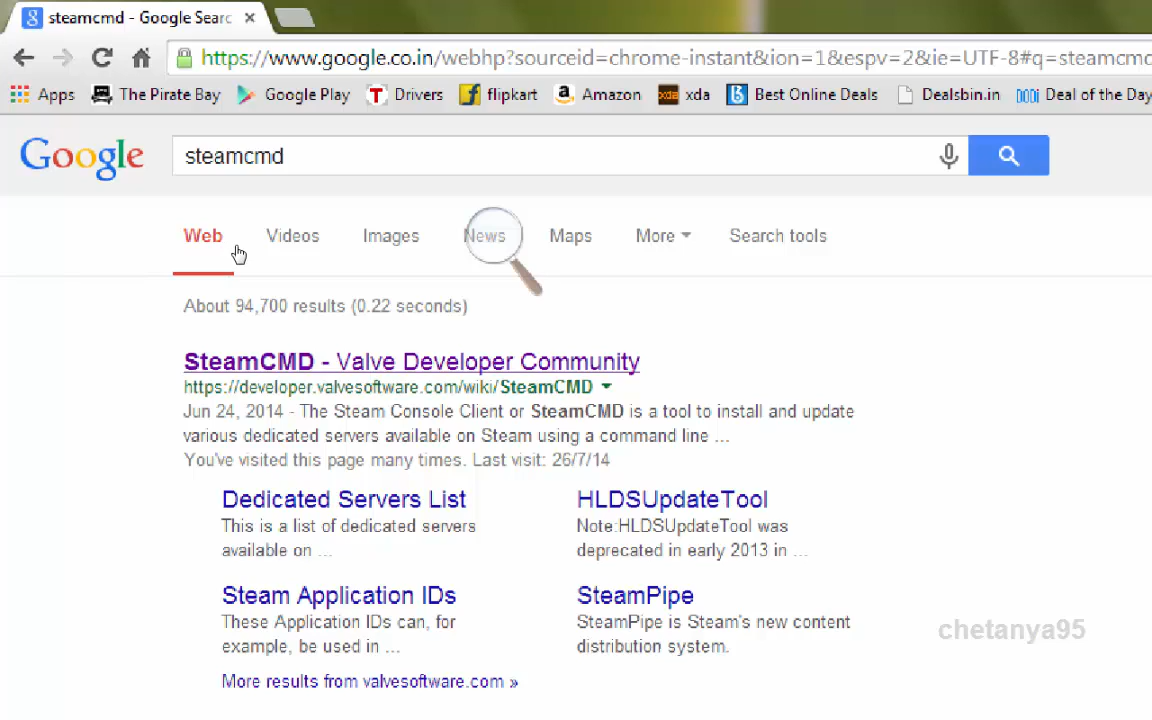 steamcmd - Google Searc
https://www.google.co.in/webhp?sourceid=chrome-instant&ion=1&espv=2&ie=UTF-8#q=steamcmd
Apps The Pirate Bay Google Play Drivers flipkart Amazon xda Best Online Deals Dealsbin.in Deal of the Day
Google steamcmd
Web Videos Images News Maps More Search tools
About 94,700 results (0.22 seconds)
SteamCMD - Valve Developer Community
https://developer.valvesoftware.com/wiki/SteamCMD
Jun 24, 2014 - The Steam Console Client or SteamCMD is a tool to install and update
various dedicated servers available on Steam using a command line ...
You've visited this page many times. Last visit: 26/7/14
Dedicated Servers List
This is a list of dedicated servers
available on ...
HLDSUpdateTool
Note:HLDSUpdateTool was
deprecated in early 2013 in ...
Steam Application IDs
These Application IDs can, for
example, be used in ...
SteamPipe
SteamPipe is Steam's new content
distribution system.
More results from valvesoftware.com »
chetanya95